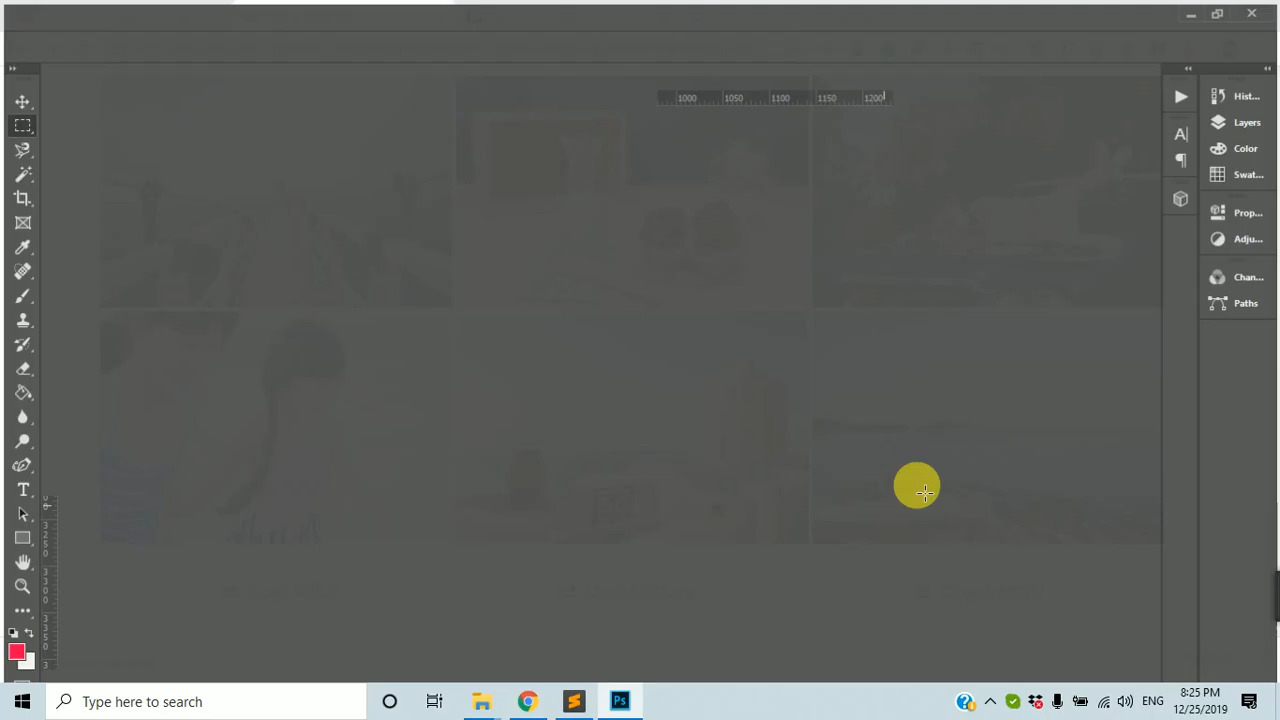 1000 1050 1100 1150 1200
Hist...
Layers
Color
Swat...
Prop...
Adju...
Chan...
Paths
Type here to search
Ps
ENG
8:25 PM
12/25/2019